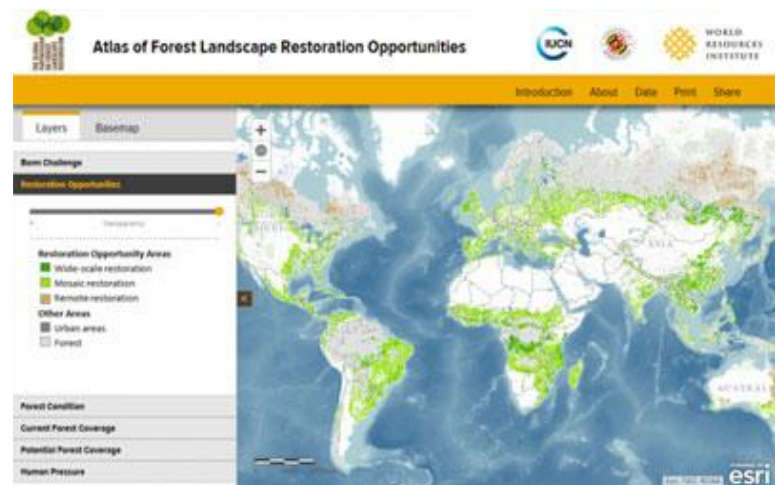 Atlas of Forest Landscape Restoration Opportunities
IUCN
WORLD
RESOURCES
INSTITUTE
Introduction About Data Print Share
Layers Basemap
Bonn Challenge
Restoration Opportunities
Transparency
Restoration Opportunity Areas
Wide-scale restoration
Mosaic restoration
Remote restoration
Other Areas
Urban areas
Forest
Forest Condition
Current Forest Coverage
Potential Forest Coverage
Human Pressure
ASIA
AUSTRAL
esri